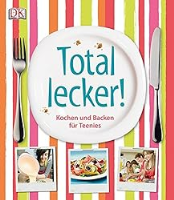 DK
Total
lecker!
Kochen und Backen
für Teenies